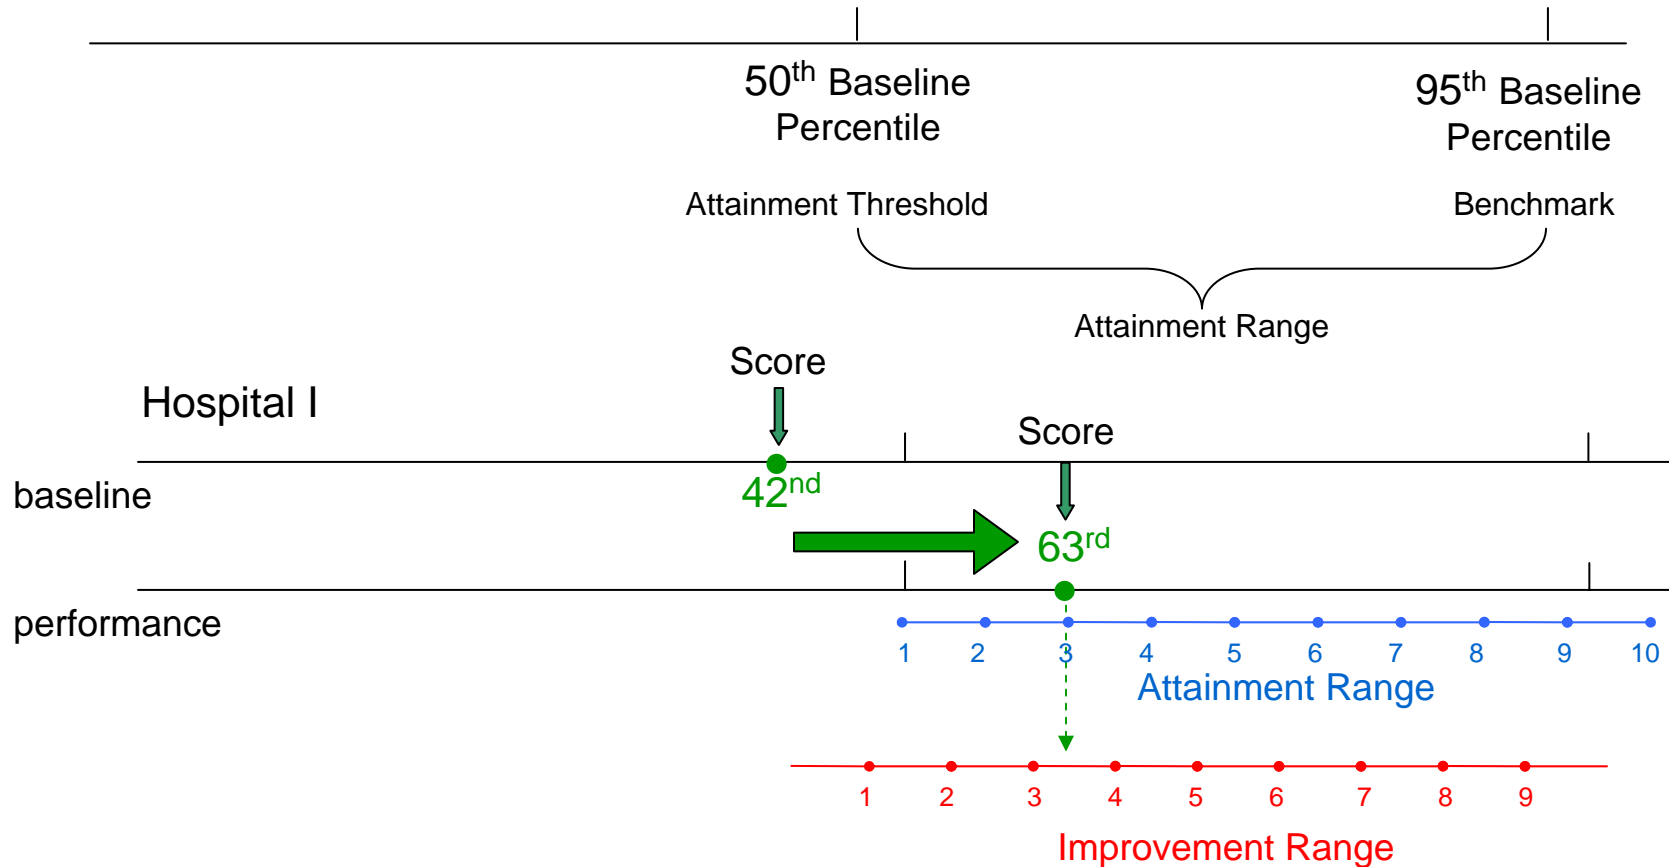 50th Baseline
Percentile
95th Baseline
Percentile
Attainment Threshold
Benchmark
Attainment Range
Score
Hospital I
Score
baseline
42nd
63rd
performance
1 2 3 4 5 6 7 8 9 10
Attainment Range
1 2 3 4 5 6 7 8 9
Improvement Range